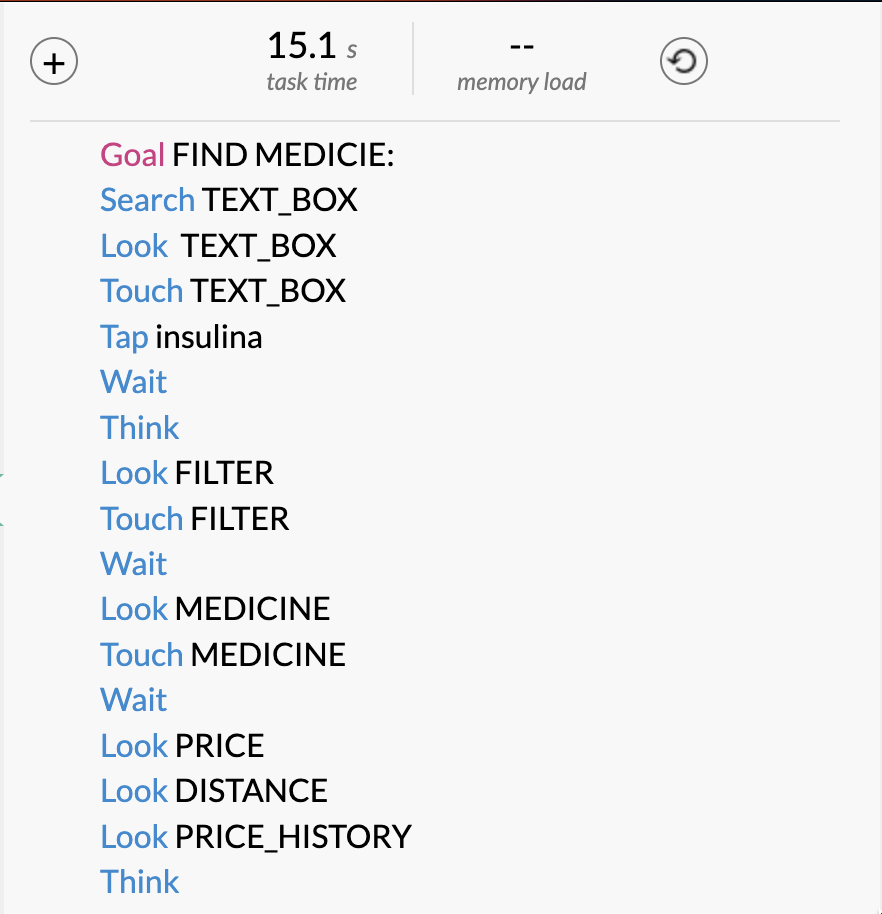 +
15.1 s
task time
--
memory load
Goal FIND MEDICIE:
Search TEXT_BOX
Look TEXT_BOX
Touch TEXT_BOX
Tap insulina
Wait
Think
Look FILTER
Touch FILTER
Wait
Look MEDICINE
Touch MEDICINE
Wait
Look PRICE
Look DISTANCE
Look PRICE_HISTORY
Think